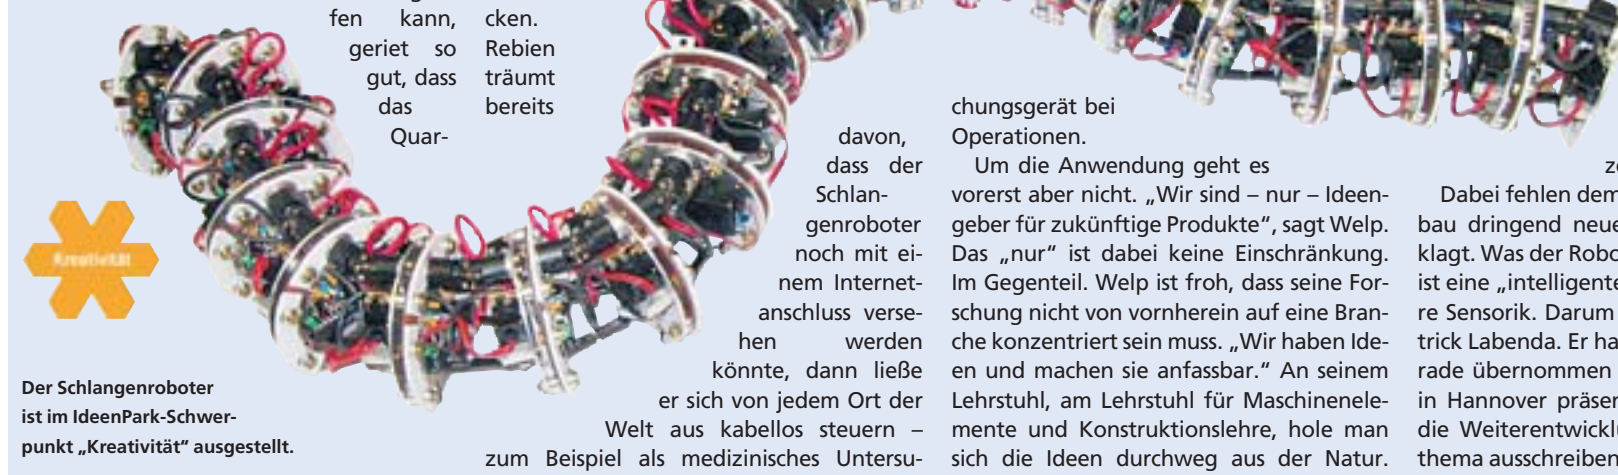 fen kann,
geriet so
gut, dass
das
Quar-
cken.
Rebien
träumt
bereits
davon,
dass der
Schlan-
genroboter
noch mit ei-
nem Internet-
anschluss verse-
hen werden
könnte, dann ließe
er sich von jedem Ort der
Welt aus kabellos steuern –
zum Beispiel als medizinisches Untersu-
chungsgerät bei
Operationen.
Um die Anwendung geht es
vorerst aber nicht. „Wir sind – nur – Ideen-
geber für zukünftige Produkte“, sagt Welp.
Das „nur“ ist dabei keine Einschränkung.
Im Gegenteil. Welp ist froh, dass seine For-
schung nicht von vornherein auf eine Bran-
che konzentriert sein muss. „Wir haben Ide-
en und machen sie anfassbar.“ An seinem
Lehrstuhl, am Lehrstuhl für Maschinenele-
mente und Konstruktionslehre, hole man
sich die Ideen durchweg aus der Natur.
Dabei fehlen dem
bau dringend neue
klagt. Was der Robo
ist eine „intelligente
re Sensorik. Darum
trick Labenda. Er ha
rade übernommen
in Hannover präsen
die Weiterentwicklu
thema ausschreiben
Kreativität
Der Schlangenroboter
ist im IdeenPark-Schwer-
punkt „Kreativität“ ausgestellt.